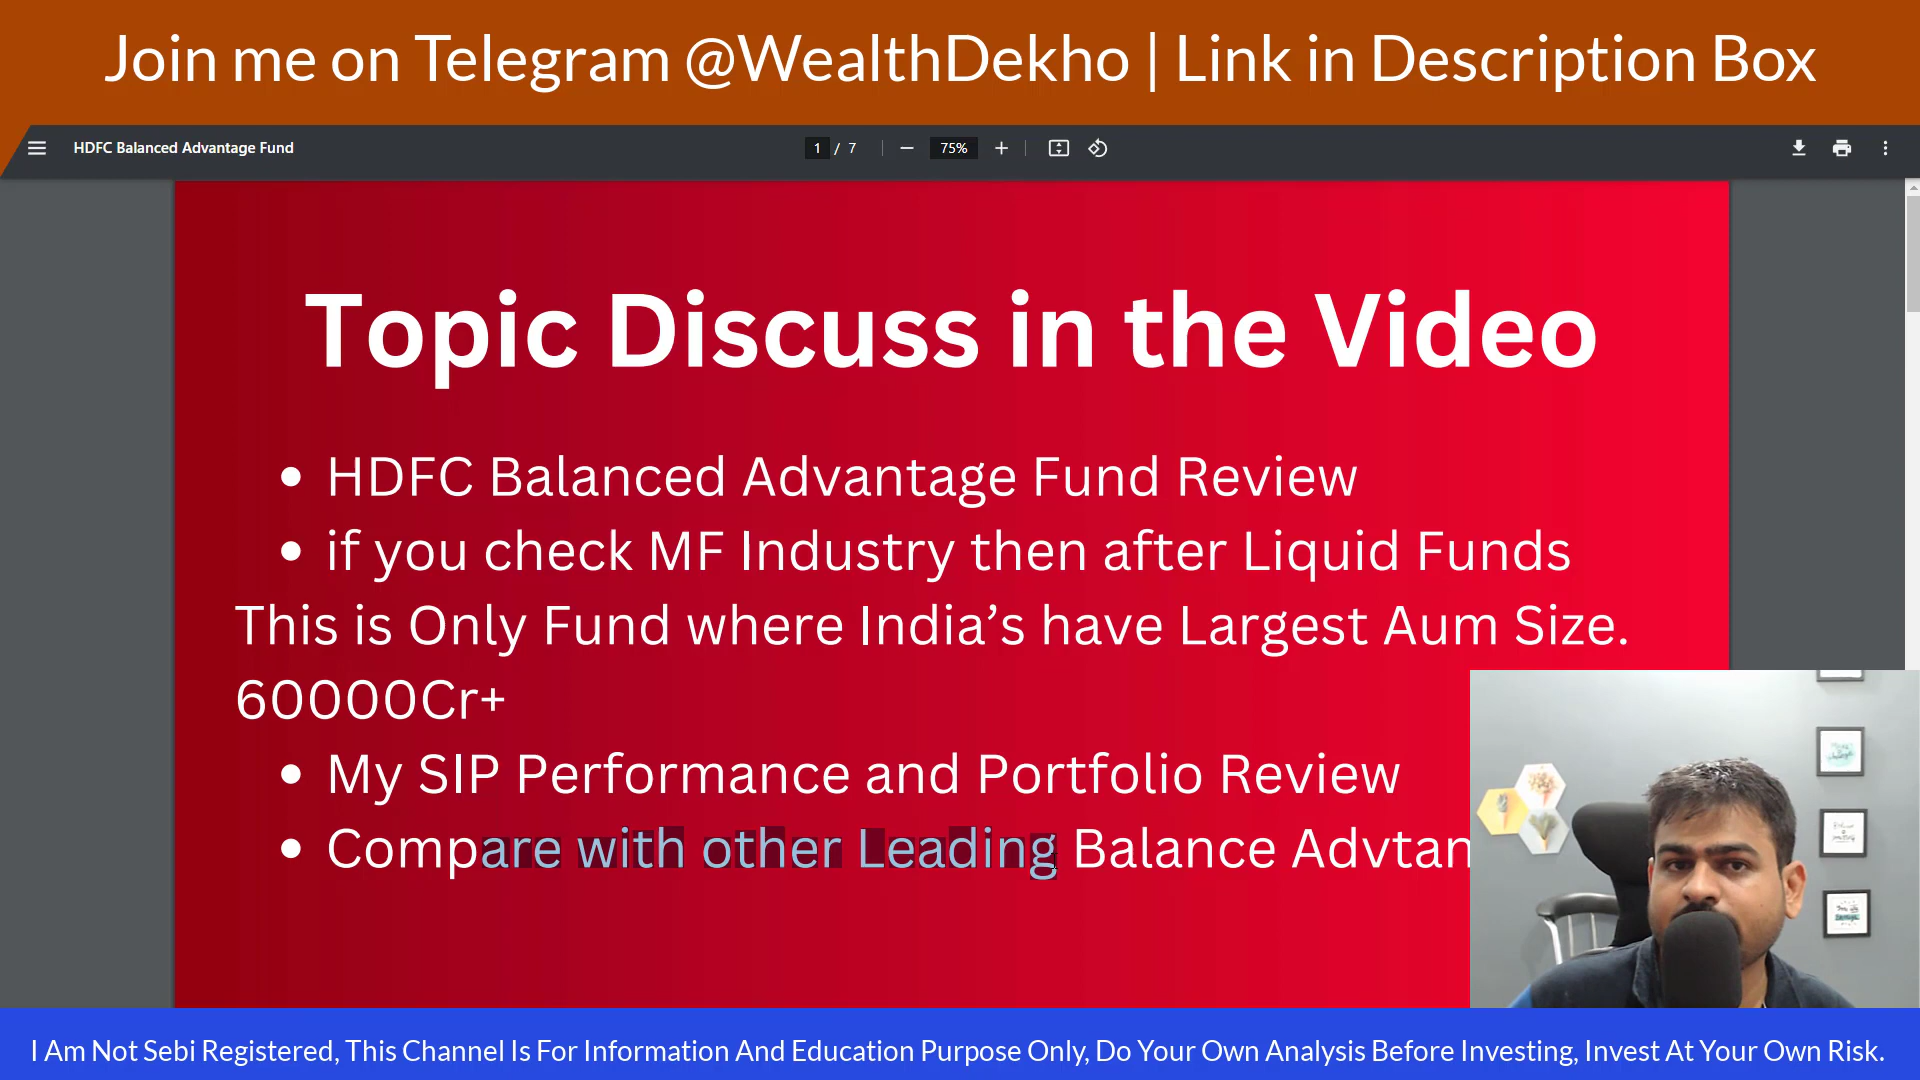 Join me on Telegram @WealthDekho | Link in Description Box
HDFC Balanced Advantage Fund
1 / 7
75%
Topic Discuss in the Video
• HDFC Balanced Advantage Fund Review
• if you check MF Industry then after Liquid Funds
This is Only Fund where India’s have Largest Aum Size.
60000Cr+
• My SIP Performance and Portfolio Review
• Compare with other Leading Balance Advtan
I Am Not Sebi Registered, This Channel Is For Information And Education Purpose Only, Do Your Own Analysis Before Investing, Invest At Your Own Risk.